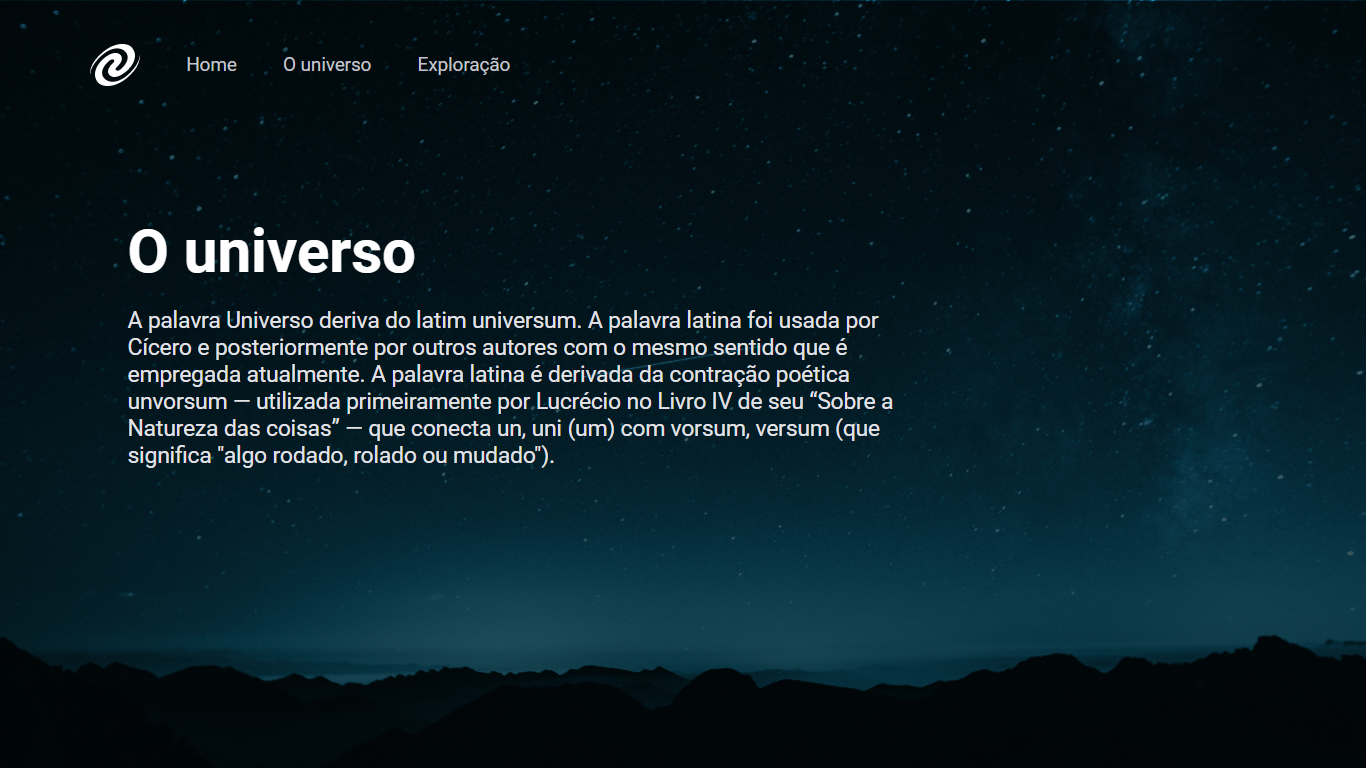 Home O universo Exploração
O universo
A palavra Universo deriva do latim universum. A palavra latina foi usada por
Cícero e posteriormente por outros autores com o mesmo sentido que é
empregada atualmente. A palavra latina é derivada da contração poética
unvorsum — utilizada primeiramente por Lucrécio no Livro IV de seu “Sobre a
Natureza das coisas” — que conecta un, uni (um) com vorsum, versum (que
significa "algo rodado, rolado ou mudado").